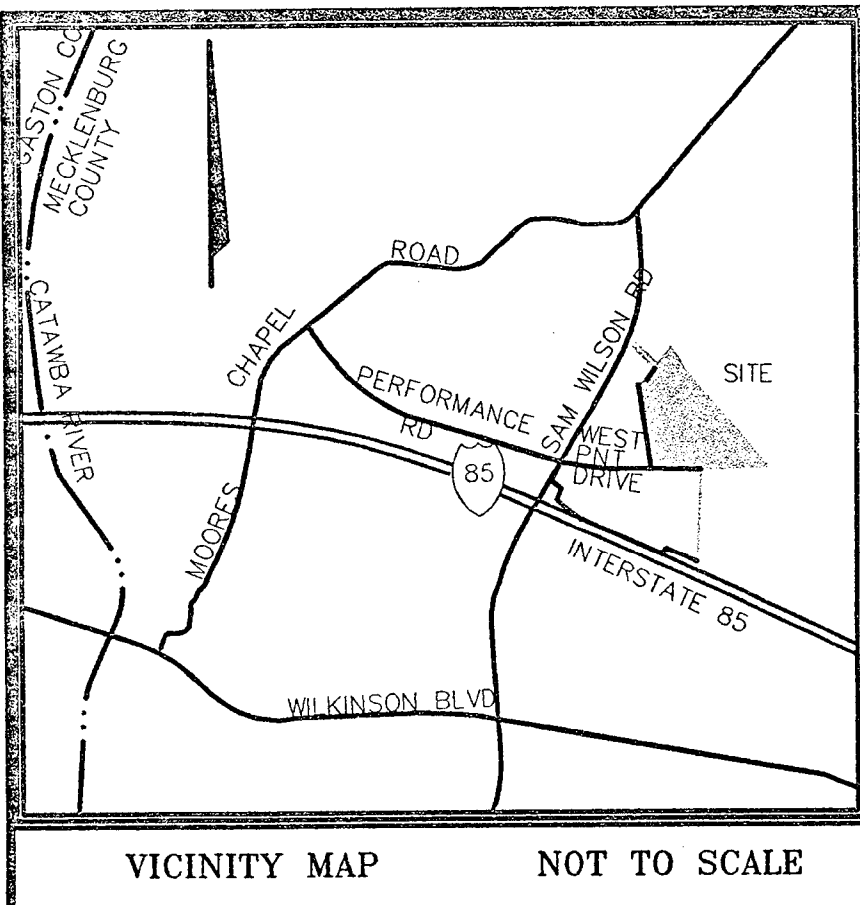 GASTON CO
MECKLENBURG
COUNTY
CATAWBA RIVER
MOORES CHAPEL ROAD
PERFORMANCE
RD
SAM WILSON RD
SITE
WEST
PNT
DRIVE
85
INTERSTATE 85
WILKINSON BLVD
VICINITY MAP NOT TO SCALE